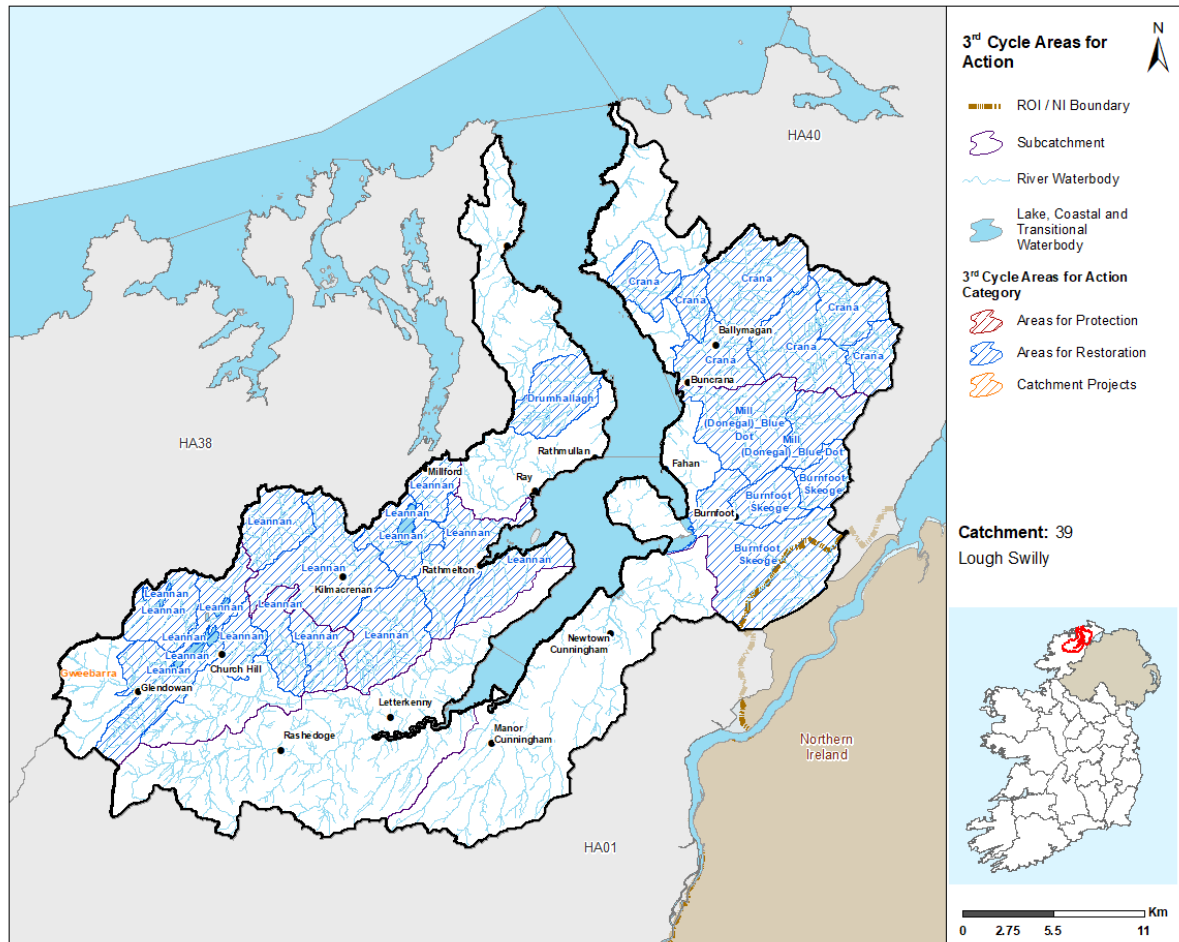 HA40
HA38
Crana
Crana
Crana
Crana
Ballymagan
Crana
Crana
Crana
Buncrana
Drumhallagh
Mill
(Donegal)_Blue
Dot
Mill
(Donegal)_Blue Dot
Rathmullan
Fahan
Millford
Ray
Burnfoot
Skeoge
Burnfoot
Skeoge
Burnfoot
Burnfoot
Skeoge
Leannan
Leannan
Leannan
Leannan
Leannan
Leannan
Rathmelton
Kilmacrenan
Leannan
Leannan
Leannan
Leannan
Leannan
Leannan
Leannan
Leannan
Leannan
Church Hill
Gweebarra
Glendowan
Newtown
Cunningham
Letterkenny
Manor
Cunningham
Rashedoge
Northern
Ireland
HA01
3rd Cycle Areas for
Action
N
ROI / NI Boundary
Subcatchment
River Waterbody
Lake, Coastal and
Transitional
Waterbody
3rd Cycle Areas for Action
Category
Areas for Protection
Areas for Restoration
Catchment Projects
Catchment: 39
Lough Swilly
Km
0 2.75 5.5 11